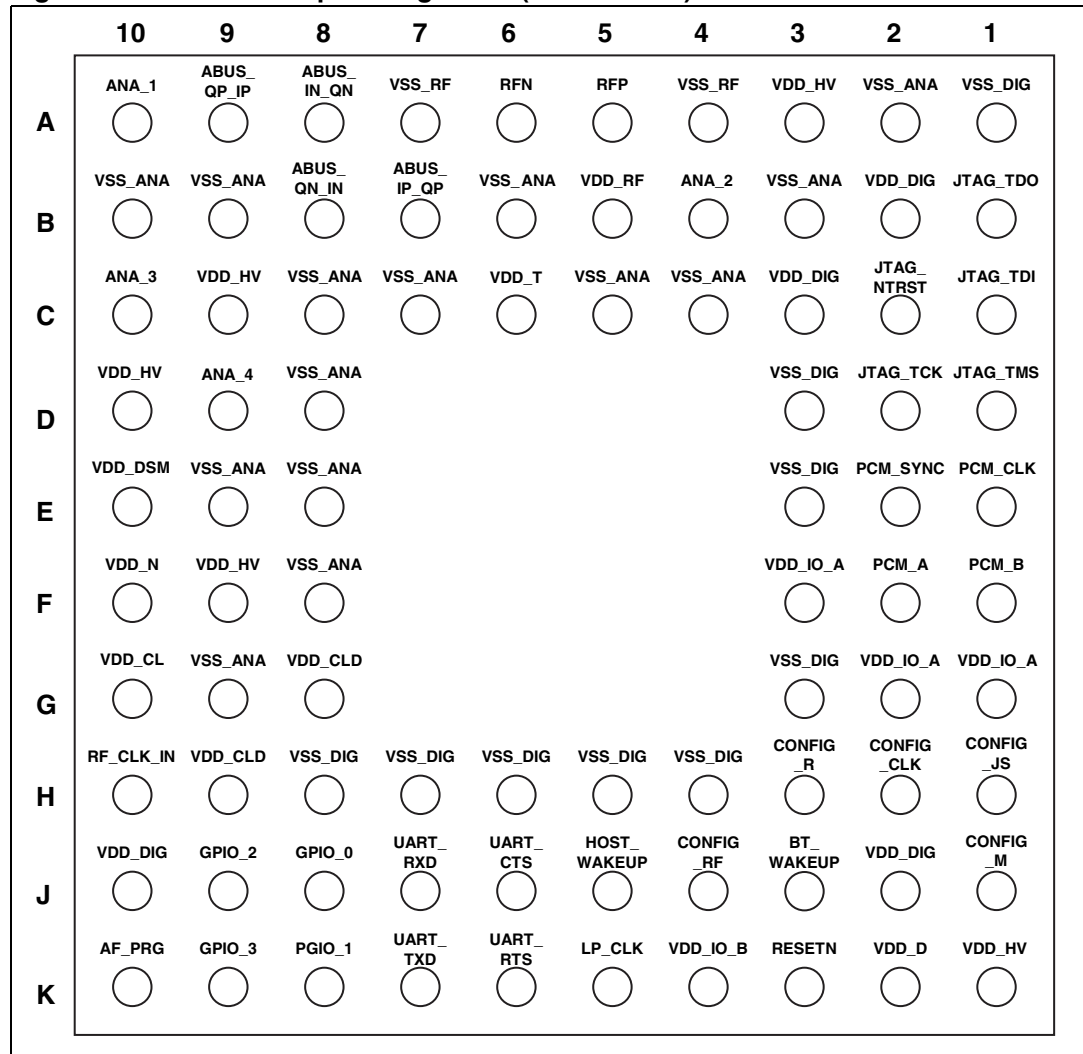 10 9 8 7 6 5 4 3 2 1
ANA_1 ABUS_QP_IP ABUS_IN_QN VSS_RF RFN RFP VSS_RF VDD_HV VSS_ANA VSS_DIG
A
VSS_ANA VSS_ANA ABUS_QN_IN ABUS_IP_QP VSS_ANA VDD_RF ANA_2 VSS_ANA VDD_DIG JTAG_TDO
B
ANA_3 VDD_HV VSS_ANA VSS_ANA VDD_T VSS_ANA VSS_ANA VDD_DIG JTAG_NTRST JTAG_TDI
C
VDD_HV ANA_4 VSS_ANA VSS_DIG JTAG_TCK JTAG_TMS
D
VDD_DSM VSS_ANA VSS_ANA VSS_DIG PCM_SYNC PCM_CLK
E
VDD_N VDD_HV VSS_ANA VDD_IO_A PCM_A PCM_B
F
VDD_CL VSS_ANA VDD_CLD VSS_DIG VDD_IO_A VDD_IO_A
G
RF_CLK_IN VDD_CLD VSS_DIG VSS_DIG VSS_DIG VSS_DIG VSS_DIG CONFIG_R CONFIG_CLK CONFIG_JS
H
VDD_DIG GPIO_2 GPIO_0 UART_RXD UART_CTS HOST_WAKEUP CONFIG_RF BT_WAKEUP VDD_DIG CONFIG_M
J
AF_PRG GPIO_3 PGIO_1 UART_TXD UART_RTS LP_CLK VDD_IO_B RESETN VDD_D VDD_HV
K